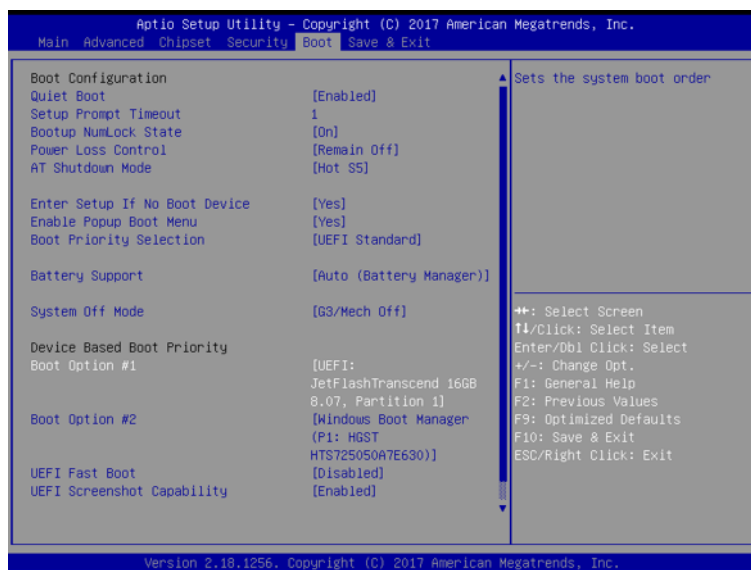 Aptio Setup Utility – Copyright (C) 2017 American Megatrends, Inc.
Main Advanced Chipset Security Boot Save & Exit
Boot Configuration
Quiet Boot [Enabled]
Setup Prompt Timeout 1
Bootup NumLock State [On]
Power Loss Control [Remain Off]
AT Shutdown Mode [Hot S5]
Enter Setup If No Boot Device [Yes]
Enable Popup Boot Menu [Yes]
Boot Priority Selection [UEFI Standard]
Battery Support [Auto (Battery Manager)]
System Off Mode [G3/Mech Off]
Device Based Boot Priority
Boot Option #1 [UEFI:
JetFlashTranscend 16GB
8.07, Partition 1]
Boot Option #2 [Windows Boot Manager
(P1: HGST
HTS725050A7E630)]
UEFI Fast Boot [Disabled]
UEFI Screenshot Capability [Enabled]
Sets the system boot order
→←: Select Screen
↑↓/Click: Select Item
Enter/Dbl Click: Select
+/-: Change Opt.
F1: General Help
F2: Previous Values
F9: Optimized Defaults
F10: Save & Exit
ESC/Right Click: Exit
Version 2.18.1256. Copyright (C) 2017 American Megatrends, Inc.